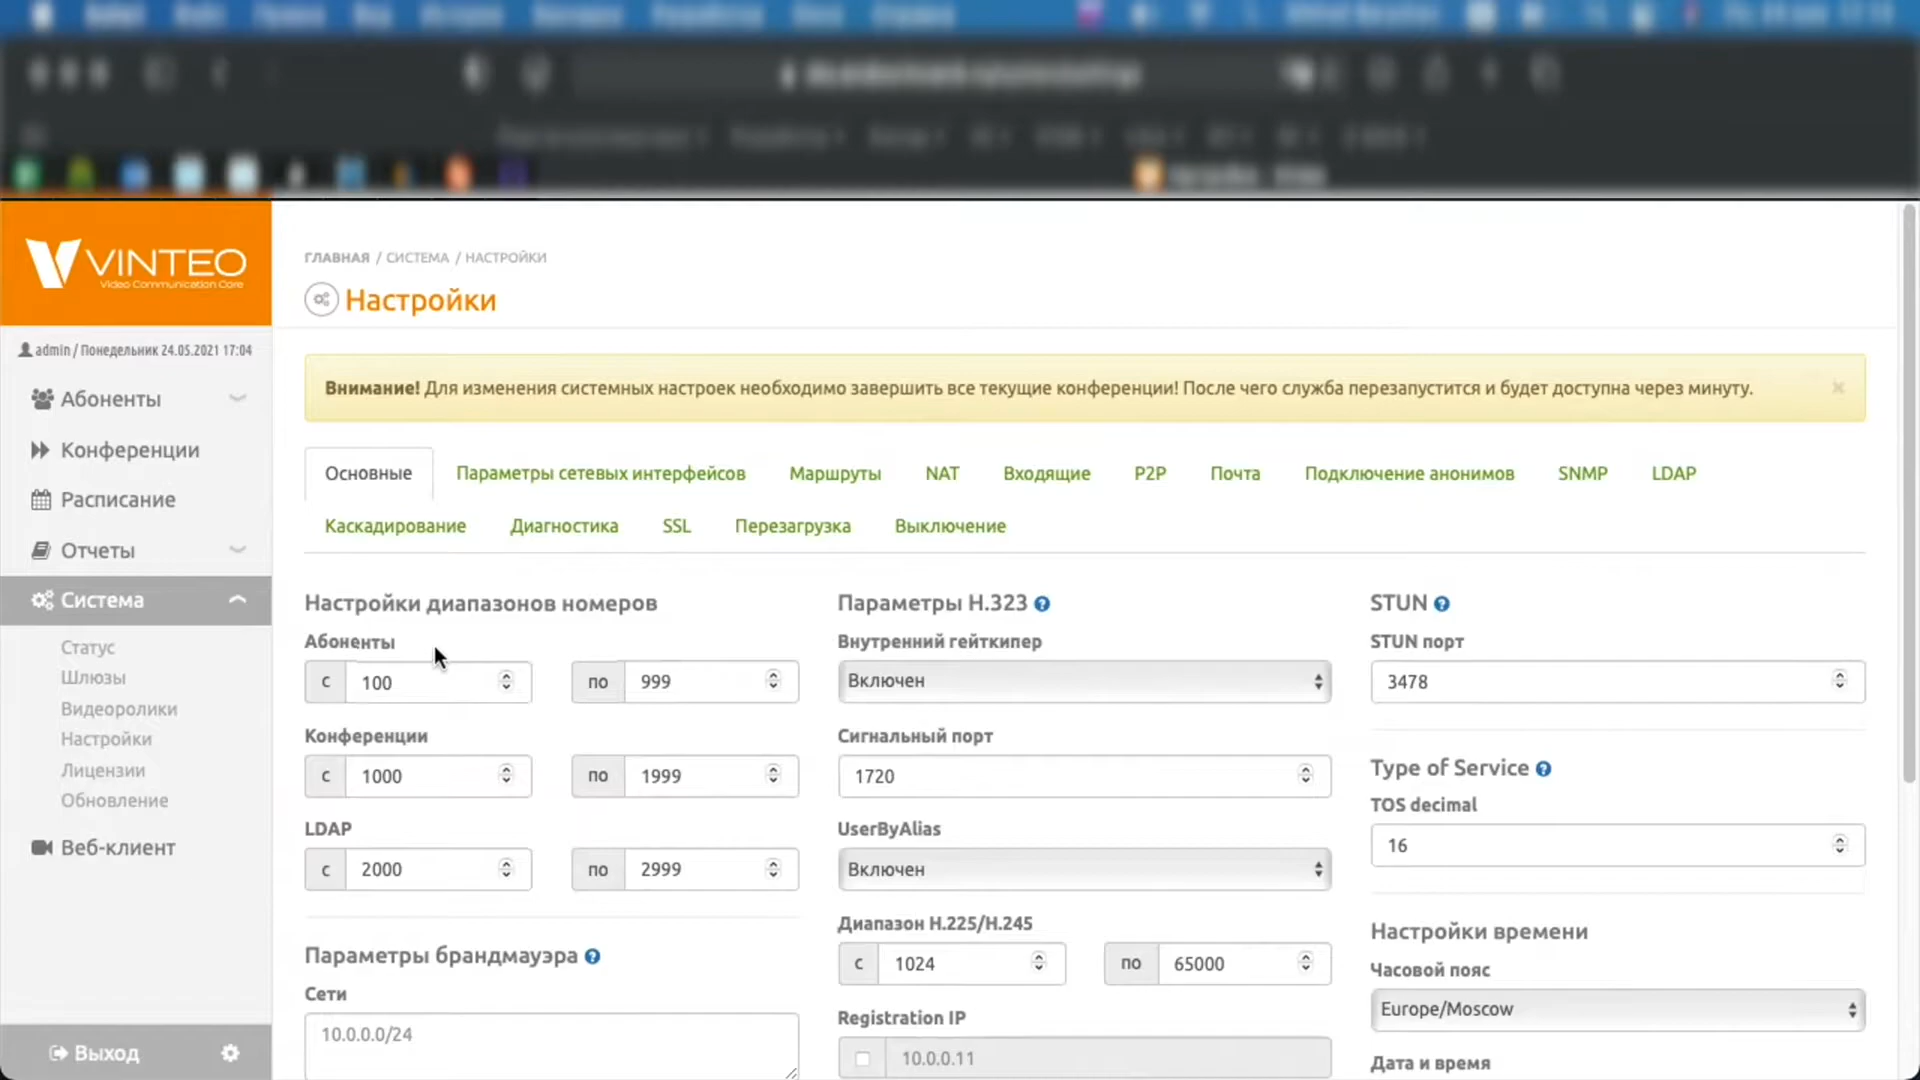 VINTEO
Video Communication Core
admin / Понедельник 24.05.2021 17:04
Абоненты
Конференции
Расписание
Отчеты
Система
Статус
Шлюзы
Видеоролики
Настройки
Лицензии
Обновление
Веб-клиент
Выход
ГЛАВНАЯ / СИСТЕМА / НАСТРОЙКИ
Настройки
Внимание! Для изменения системных настроек необходимо завершить все текущие конференции! После чего служба перезапустится и будет доступна через минуту.
Основные Параметры сетевых интерфейсов Маршруты NAT Входящие P2P Почта Подключение анонимов SNMP LDAP
Каскадирование Диагностика SSL Перезагрузка Выключение
Настройки диапазонов номеров
Абоненты
с 100 по 999
Конференции
с 1000 по 1999
LDAP
с 2000 по 2999
Параметры брандмауэра
Сети
10.0.0.0/24
Параметры H.323
Внутренний гейткипер
Включен
Сигнальный порт
1720
UserByAlias
Включен
Диапазон H.225/H.245
с 1024 по 65000
Registration IP
10.0.0.11
STUN
STUN порт
3478
Type of Service
TOS decimal
16
Настройки времени
Часовой пояс
Europe/Moscow
Дата и время